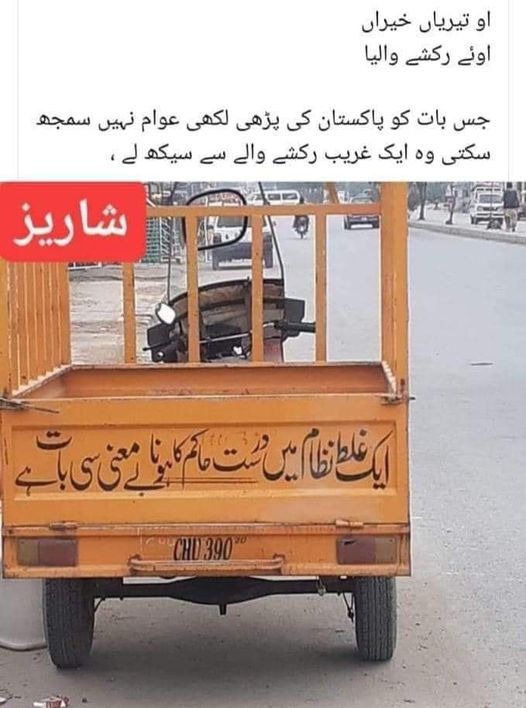 او تیریاں خیراں
اوئے رکشے والیا
جس بات کو پاکستان کی پڑھی لکھی عوام نہیں سمجھ
سکتی وہ ایک غریب رکشے والے سے سیکھ لے ،
شاریز
ایک غلط نظام میں درست حاکم کا ہونا بے معنی سی بات ہے
CHU 390 20